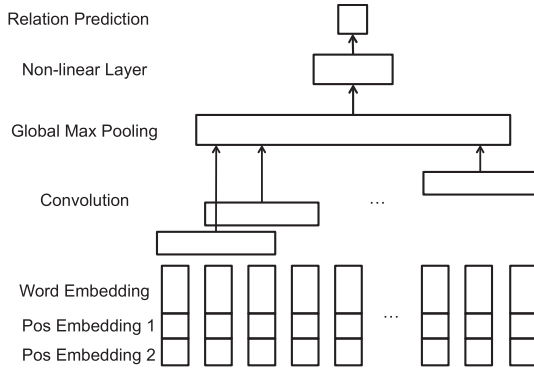 Relation Prediction
Non-linear Layer
Global Max Pooling
Convolution
...
Word Embedding
Pos Embedding 1
...
Pos Embedding 2